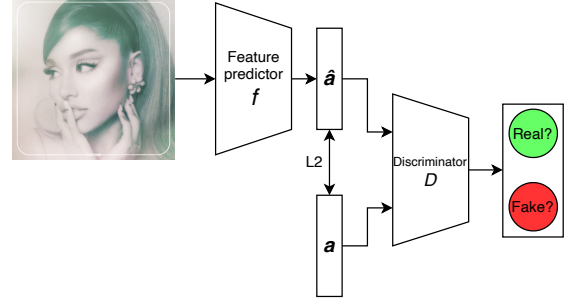 Feature
predictor
f
â
L2
a
Discriminator
D
Real?
Fake?